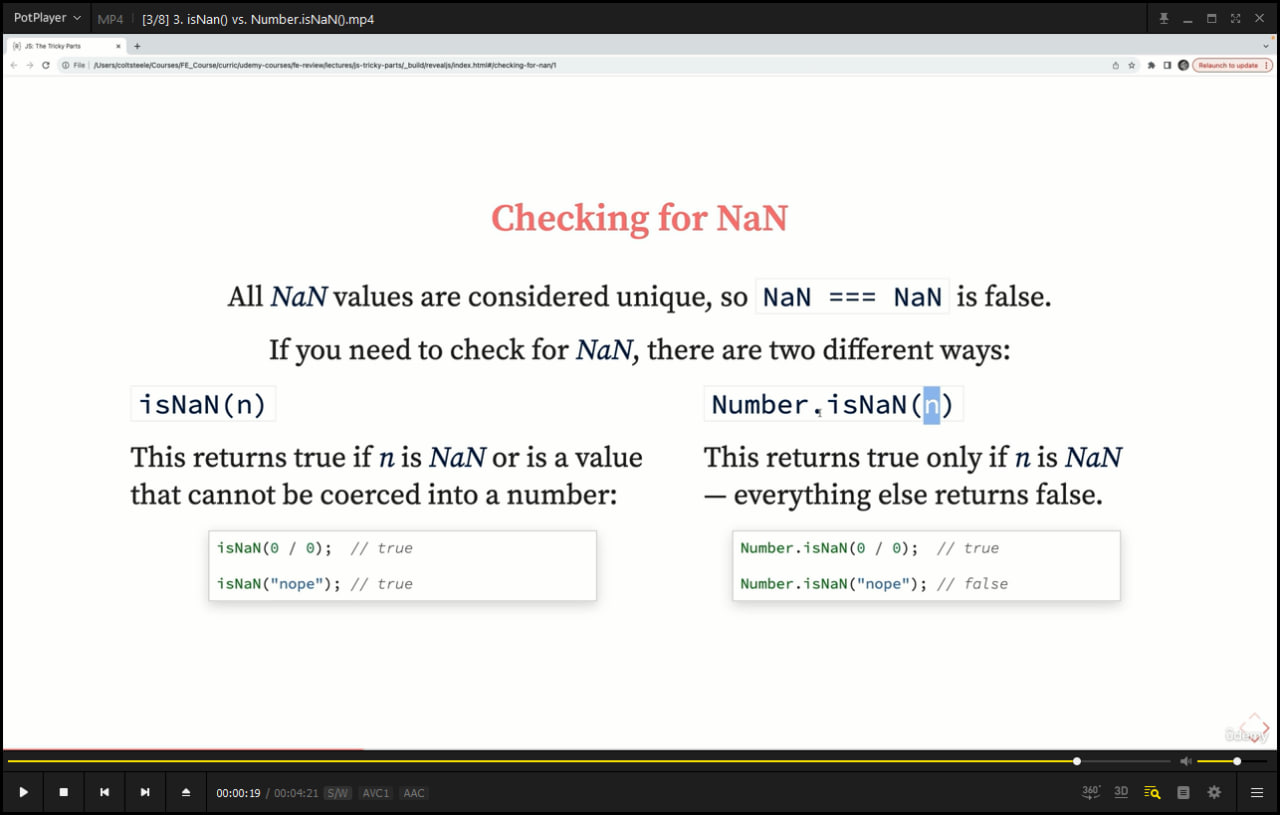 PotPlayer MP4 [3/8] 3. isNan() vs. Number.isNaN().mp4
JS: The Tricky Parts
File /Users/coltsteele/Courses/FE_Course/curric/udemy-courses/fe-review/lectures/js-tricky-parts/_build/revealjs/index.html#/checking-for-nan/1 Relaunch to update
Checking for NaN
All NaN values are considered unique, so NaN === NaN is false.
If you need to check for NaN, there are two different ways:
isNaN(n)
This returns true if n is NaN or is a value
that cannot be coerced into a number:
isNaN(0 / 0); // true
isNaN("nope"); // true
Number.isNaN(n)
This returns true only if n is NaN
— everything else returns false.
Number.isNaN(0 / 0); // true
Number.isNaN("nope"); // false
ûdemy
00:00:19 / 00:04:21 S/W AVC1 AAC 360° 3D